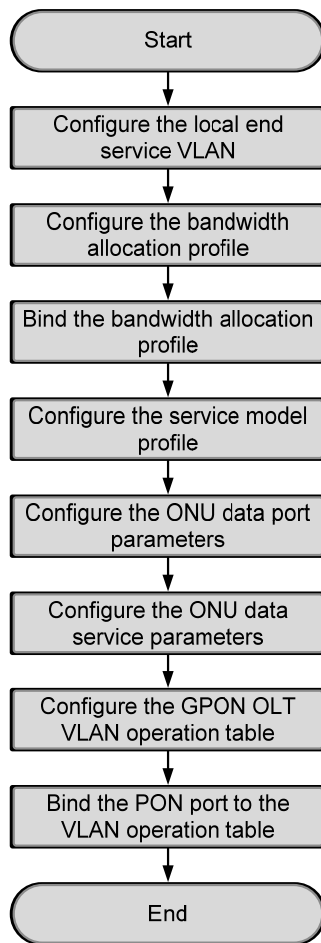 Start
Configure the local end
service VLAN
Configure the bandwidth
allocation profile
Bind the bandwidth allocation
profile
Configure the service model
profile
Configure the ONU data port
parameters
Configure the ONU data
service parameters
Configure the GPON OLT
VLAN operation table
Bind the PON port to the
VLAN operation table
End